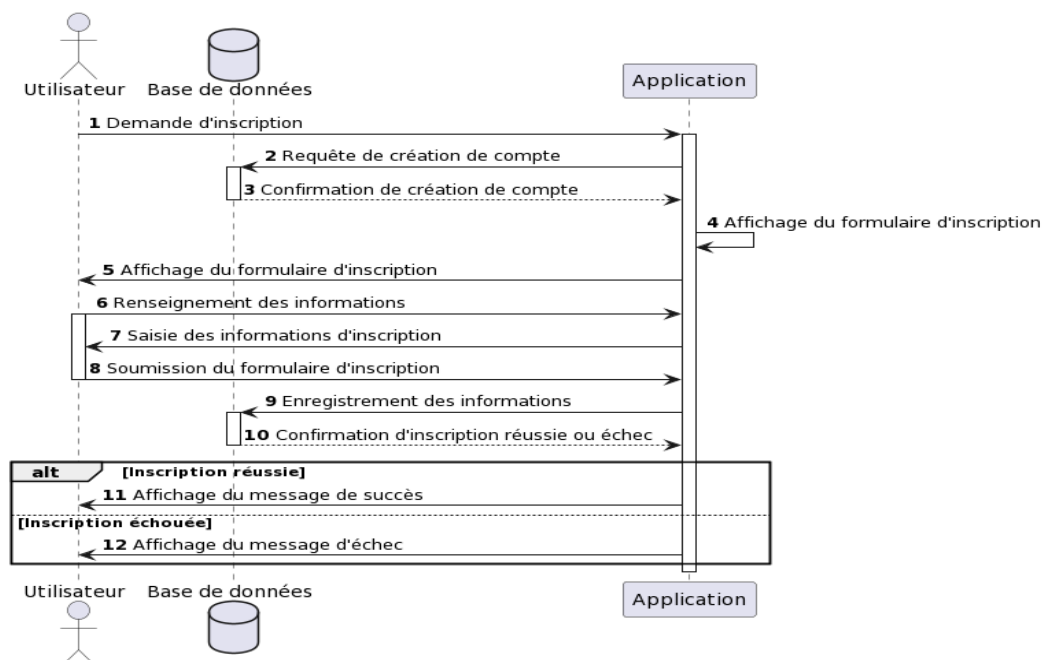 Utilisateur
Base de données
Application
1 Demande d'inscription
2 Requête de création de compte
3 Confirmation de création de compte
4 Affichage du formulaire d'inscription
5 Affichage du formulaire d'inscription
6 Renseignement des informations
7 Saisie des informations d'inscription
8 Soumission du formulaire d'inscription
9 Enregistrement des informations
10 Confirmation d'inscription réussie ou échec
alt [Inscription réussie]
11 Affichage du message de succès
[Inscription échouée]
12 Affichage du message d'échec
Utilisateur
Base de données
Application